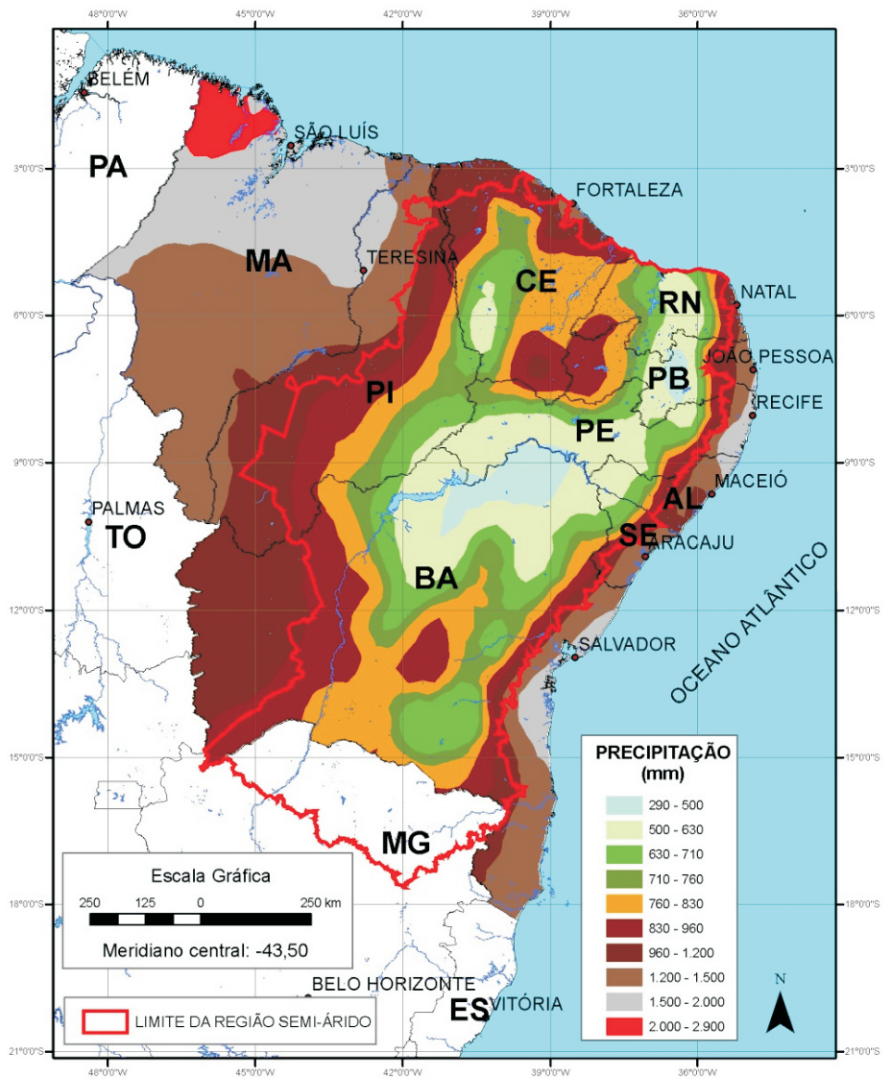 48°0'0"W 45°0'0"W 42°0'0"W 39°0'0"W 36°0'0"W
BELÉM
SÃO LUÍS
PA
3°0'0"S 3°0'0"S
FORTALEZA
MA
TERESINA
CE
RN
NATAL
6°0'0"S 6°0'0"S
JOÃO PESSOA
PI
PB
RECIFE
PE
9°0'0"S 9°0'0"S
MACEIÓ
AL
PALMAS
TO
SE
ARACAJU
BA
12°0'0"S 12°0'0"S
SALVADOR
OCEANO ATLÂNTICO
15°0'0"S 15°0'0"S
MG
PRECIPITAÇÃO
(mm)
290 - 500
500 - 630
630 - 710
710 - 760
760 - 830
830 - 960
960 - 1.200
1.200 - 1.500
1.500 - 2.000
2.000 - 2.900
N
Escala Gráfica
250 125 0 250 km
Meridiano central: -43,50
18°0'0"S 18°0'0"S
BELO HORIZONTE
ES
VITÓRIA
LIMITE DA REGIÃO SEMI-ÁRIDO
21°0'0"S 21°0'0"S
48°0'0"W 45°0'0"W 42°0'0"W 39°0'0"W 36°0'0"W